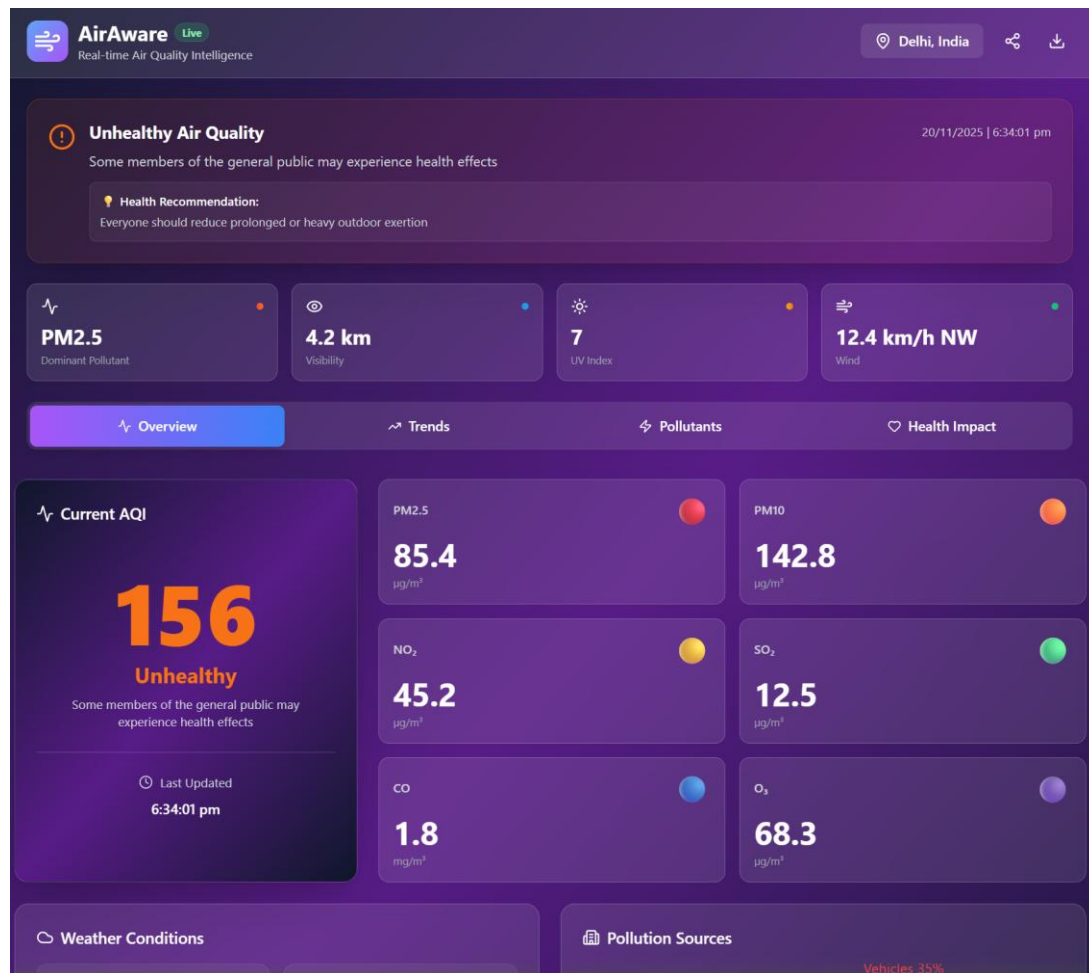 AirAware Live
Real-time Air Quality Intelligence
Delhi, India
Unhealthy Air Quality
20/11/2025 | 6:34:01 pm
Some members of the general public may experience health effects
💡 Health Recommendation:
Everyone should reduce prolonged or heavy outdoor exertion
PM2.5
Dominant Pollutant
4.2 km
Visibility
7
UV Index
12.4 km/h NW
Wind
Overview
Trends
Pollutants
Health Impact
Current AQI
156
Unhealthy
Some members of the general public may
experience health effects
Last Updated
6:34:01 pm
PM2.5
85.4
µg/m³
PM10
142.8
µg/m³
NO₂
45.2
µg/m³
SO₂
12.5
µg/m³
CO
1.8
mg/m³
O₃
68.3
µg/m³
Weather Conditions
Pollution Sources
Vehicles 35%